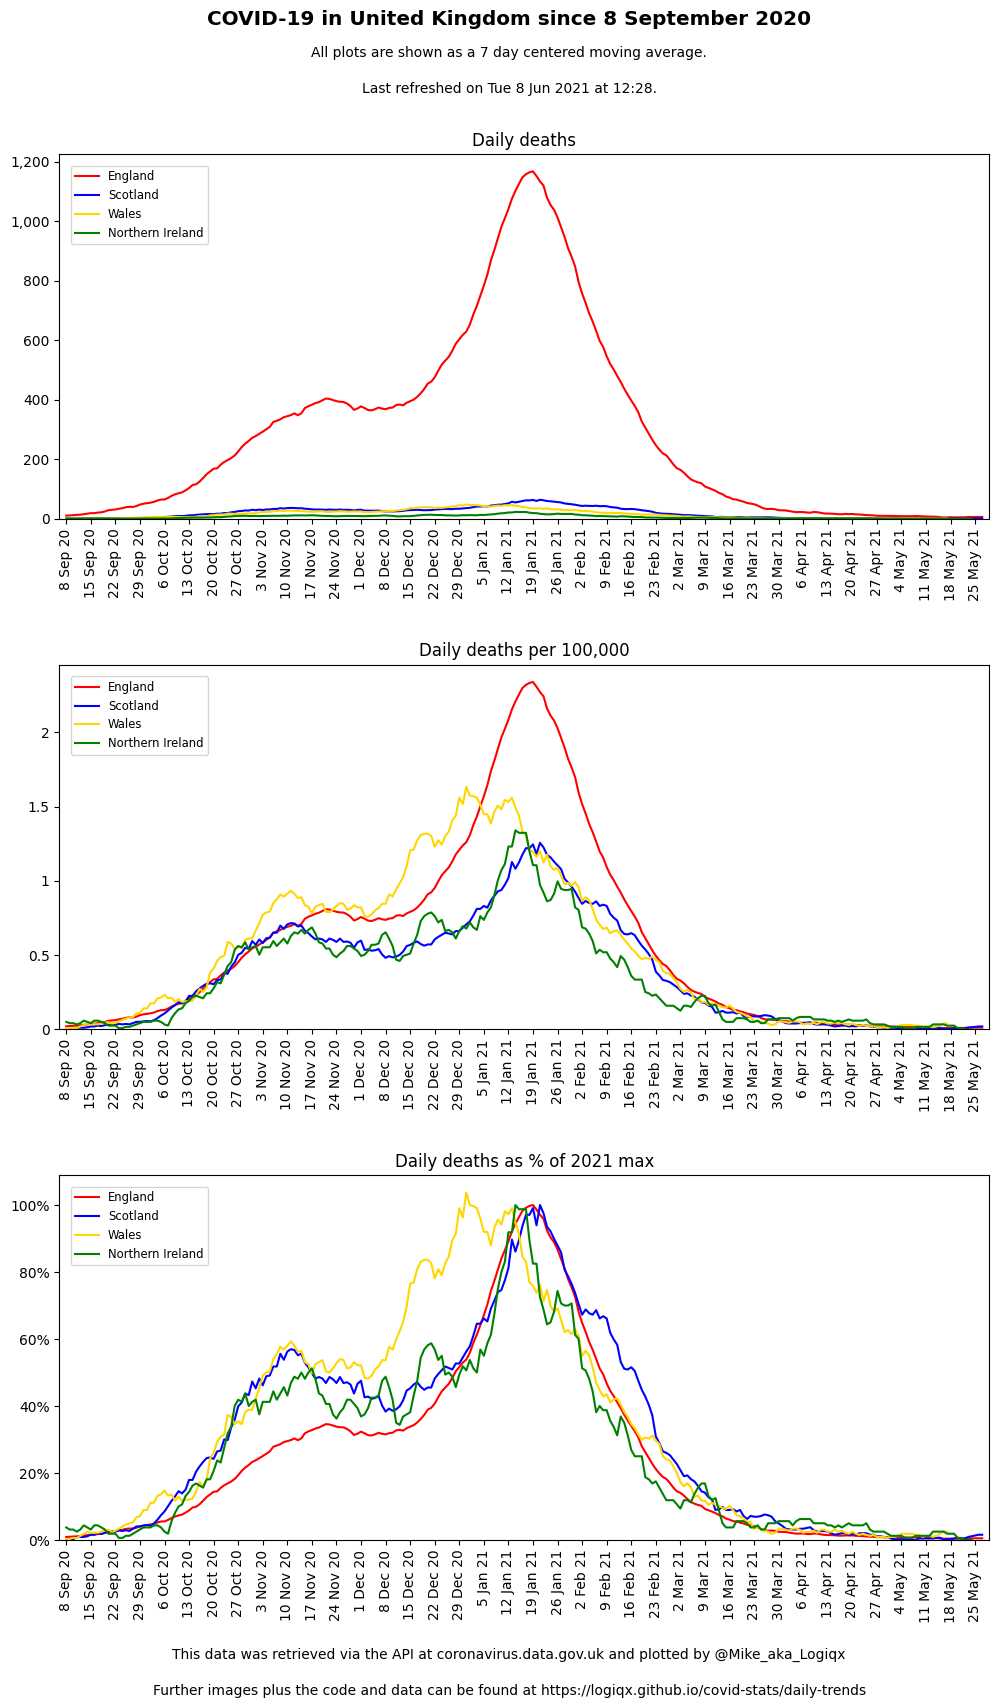 COVID-19 in United Kingdom since 8 September 2020
All plots are shown as a 7 day centered moving average.
Last refreshed on Tue 8 Jun 2021 at 12:28.
Daily deaths
1,200
1,000
800
600
400
200
0
England
Scotland
Wales
Northern Ireland
8 Sep 20
15 Sep 20
22 Sep 20
29 Sep 20
6 Oct 20
13 Oct 20
20 Oct 20
27 Oct 20
3 Nov 20
10 Nov 20
17 Nov 20
24 Nov 20
1 Dec 20
8 Dec 20
15 Dec 20
22 Dec 20
29 Dec 20
5 Jan 21
12 Jan 21
19 Jan 21
26 Jan 21
2 Feb 21
9 Feb 21
16 Feb 21
23 Feb 21
2 Mar 21
9 Mar 21
16 Mar 21
23 Mar 21
30 Mar 21
6 Apr 21
13 Apr 21
20 Apr 21
27 Apr 21
4 May 21
11 May 21
18 May 21
25 May 21
Daily deaths per 100,000
2
1.5
1
0.5
0
England
Scotland
Wales
Northern Ireland
8 Sep 20
15 Sep 20
22 Sep 20
29 Sep 20
6 Oct 20
13 Oct 20
20 Oct 20
27 Oct 20
3 Nov 20
10 Nov 20
17 Nov 20
24 Nov 20
1 Dec 20
8 Dec 20
15 Dec 20
22 Dec 20
29 Dec 20
5 Jan 21
12 Jan 21
19 Jan 21
26 Jan 21
2 Feb 21
9 Feb 21
16 Feb 21
23 Feb 21
2 Mar 21
9 Mar 21
16 Mar 21
23 Mar 21
30 Mar 21
6 Apr 21
13 Apr 21
20 Apr 21
27 Apr 21
4 May 21
11 May 21
18 May 21
25 May 21
Daily deaths as % of 2021 max
100%
80%
60%
40%
20%
0%
England
Scotland
Wales
Northern Ireland
8 Sep 20
15 Sep 20
22 Sep 20
29 Sep 20
6 Oct 20
13 Oct 20
20 Oct 20
27 Oct 20
3 Nov 20
10 Nov 20
17 Nov 20
24 Nov 20
1 Dec 20
8 Dec 20
15 Dec 20
22 Dec 20
29 Dec 20
5 Jan 21
12 Jan 21
19 Jan 21
26 Jan 21
2 Feb 21
9 Feb 21
16 Feb 21
23 Feb 21
2 Mar 21
9 Mar 21
16 Mar 21
23 Mar 21
30 Mar 21
6 Apr 21
13 Apr 21
20 Apr 21
27 Apr 21
4 May 21
11 May 21
18 May 21
25 May 21
This data was retrieved via the API at coronavirus.data.gov.uk and plotted by @Mike_aka_Logiqx
Further images plus the code and data can be found at https://logiqx.github.io/covid-stats/daily-trends